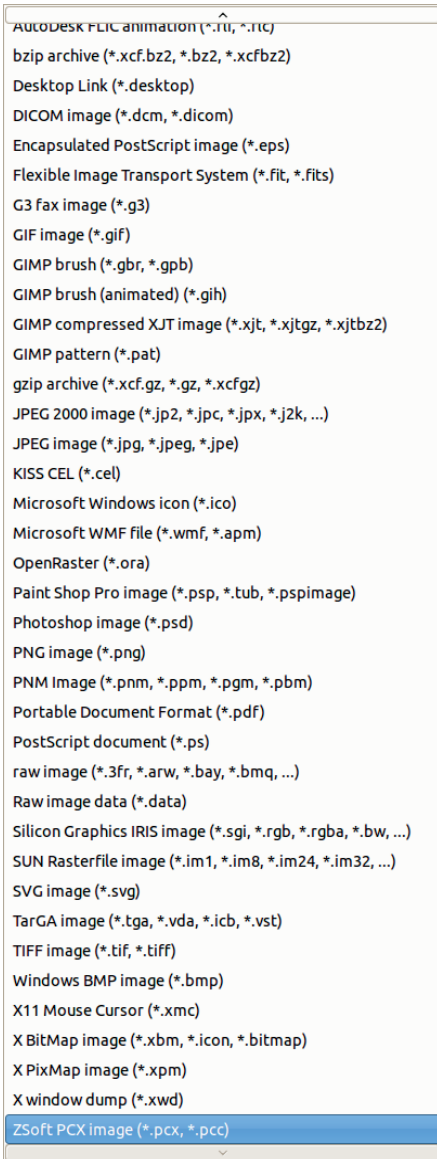 AutoDesk FLIC animation (*.fli, *.flc)
bzip archive (*.xcf.bz2, *.bz2, *.xcfbz2)
Desktop Link (*.desktop)
DICOM image (*.dcm, *.dicom)
Encapsulated PostScript image (*.eps)
Flexible Image Transport System (*.fit, *.fits)
G3 fax image (*.g3)
GIF image (*.gif)
GIMP brush (*.gbr, *.gpb)
GIMP brush (animated) (*.gih)
GIMP compressed XJT image (*.xjt, *.xjtgz, *.xjtbz2)
GIMP pattern (*.pat)
gzip archive (*.xcf.gz, *.gz, *.xcfgz)
JPEG 2000 image (*.jp2, *.jpc, *.jpx, *.j2k, ...)
JPEG image (*.jpg, *.jpeg, *.jpe)
KISS CEL (*.cel)
Microsoft Windows icon (*.ico)
Microsoft WMF file (*.wmf, *.apm)
OpenRaster (*.ora)
Paint Shop Pro image (*.psp, *.tub, *.pspimage)
Photoshop image (*.psd)
PNG image (*.png)
PNM Image (*.pnm, *.ppm, *.pgm, *.pbm)
Portable Document Format (*.pdf)
PostScript document (*.ps)
raw image (*.3fr, *.arw, *.bay, *.bmq, ...)
Raw image data (*.data)
Silicon Graphics IRIS image (*.sgi, *.rgb, *.rgba, *.bw, ...)
SUN Rasterfile image (*.im1, *.im8, *.im24, *.im32, ...)
SVG image (*.svg)
TarGA image (*.tga, *.vda, *.icb, *.vst)
TIFF image (*.tif, *.tiff)
Windows BMP image (*.bmp)
X11 Mouse Cursor (*.xmc)
X BitMap image (*.xbm, *.icon, *.bitmap)
X PixMap image (*.xpm)
X window dump (*.xwd)
ZSoft PCX image (*.pcx, *.pcc)